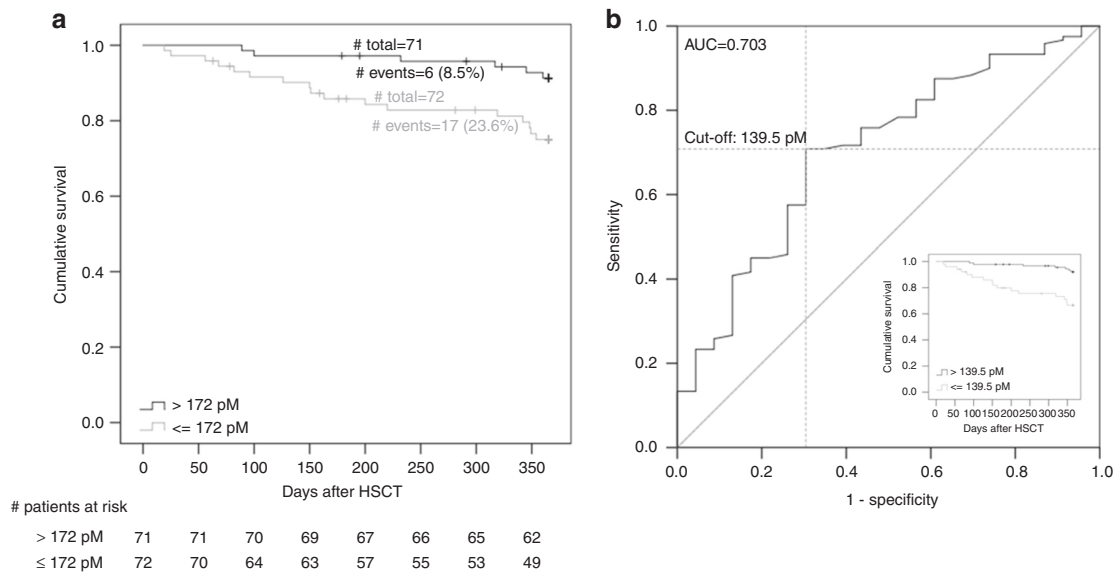 a
# total=71
# events=6 (8.5%)
# total=72
# events=17 (23.6%)
1.0
0.8
0.6
0.4
0.2
0.0
Cumulative survival
> 172 pM
<= 172 pM
0 50 100 150 200 250 300 350
Days after HSCT
# patients at risk
> 172 pM 71 71 70 69 67 66 65 62
≤ 172 pM 72 70 64 63 57 55 53 49
b
AUC=0.703
Cut-off: 139.5 pM
1.0
0.8
0.6
0.4
0.2
0.0
Sensitivity
0.0 0.2 0.4 0.6 0.8 1.0
1 - specificity
1.0
0.8
0.6
0.4
0.2
0.0
Cumulative survival
> 139.5 pM
<= 139.5 pM
0 50 100 150 200 250 300 350
Days after HSCT